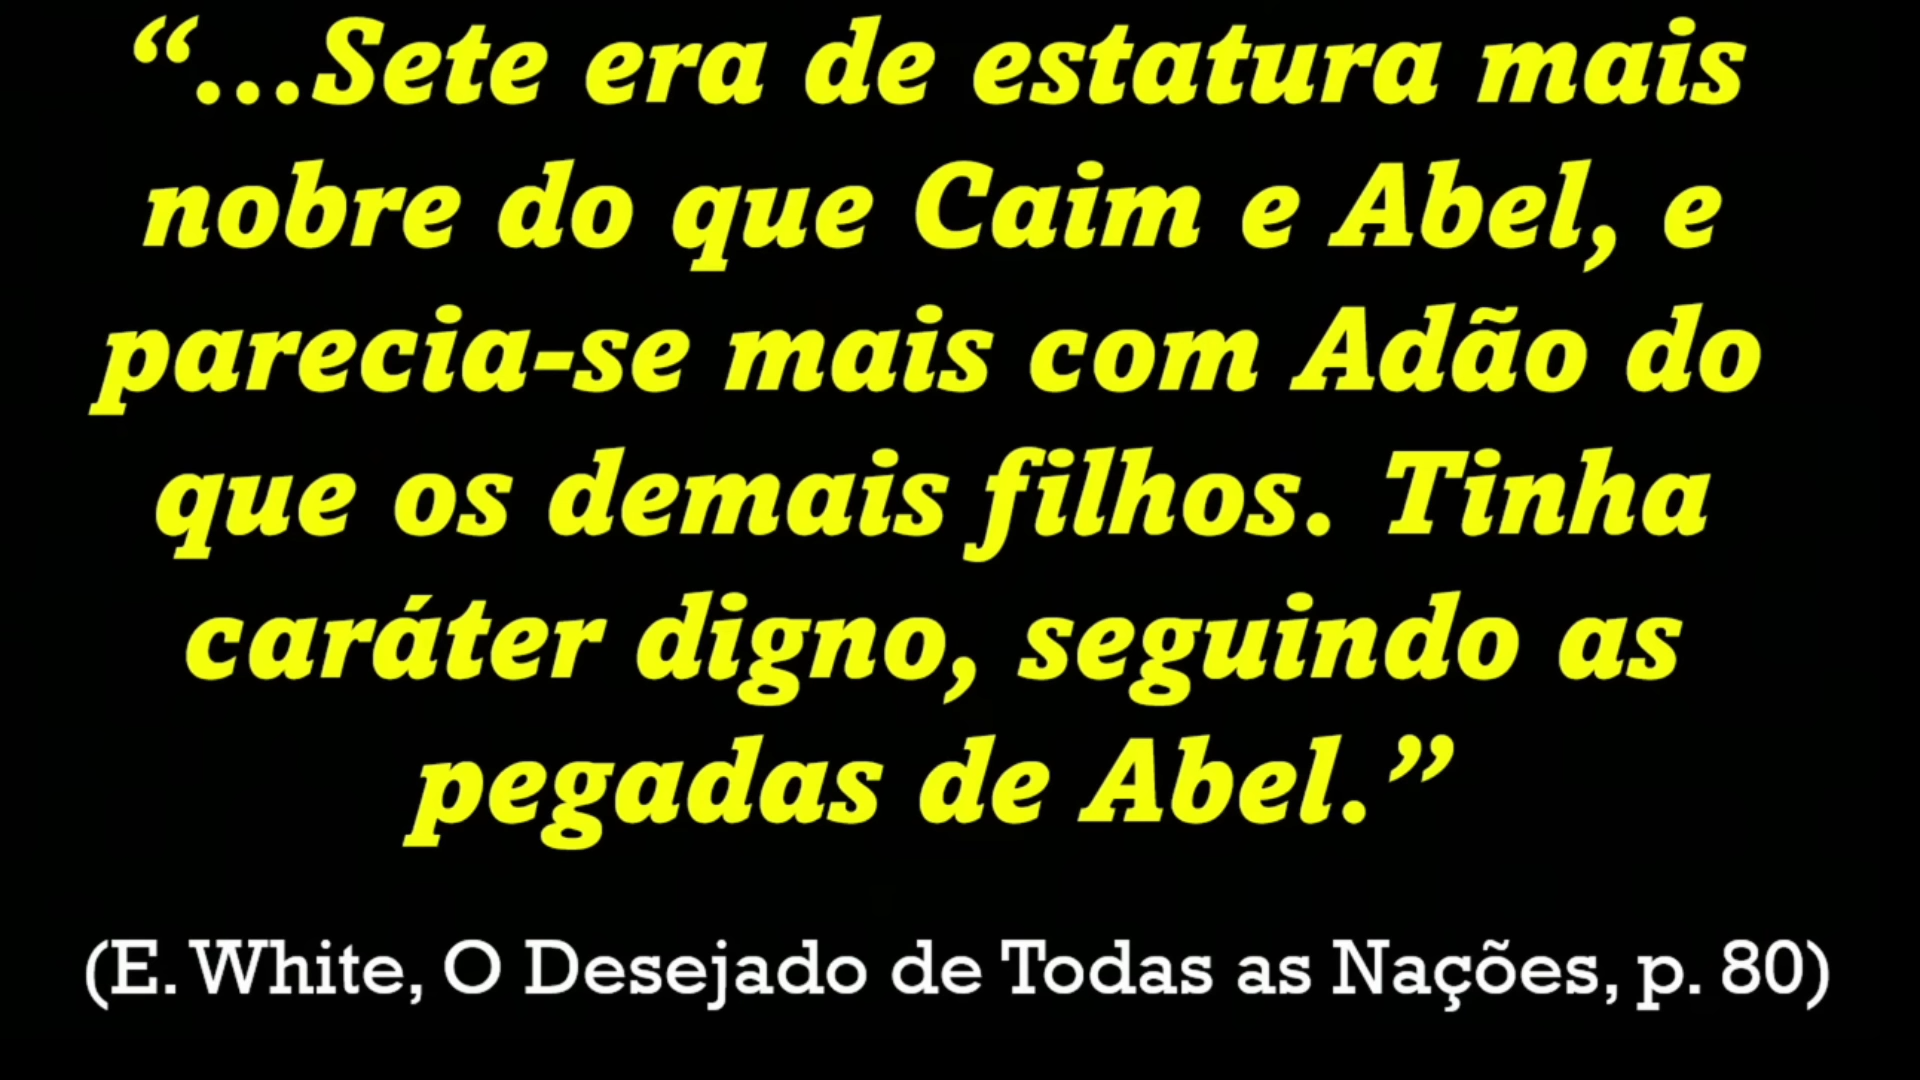 “...Sete era de estatura mais
nobre do que Caim e Abel, e
parecia-se mais com Adão do
que os demais filhos. Tinha
caráter digno, seguindo as
pegadas de Abel.”
(E. White, O Desejado de Todas as Nações, p. 80)